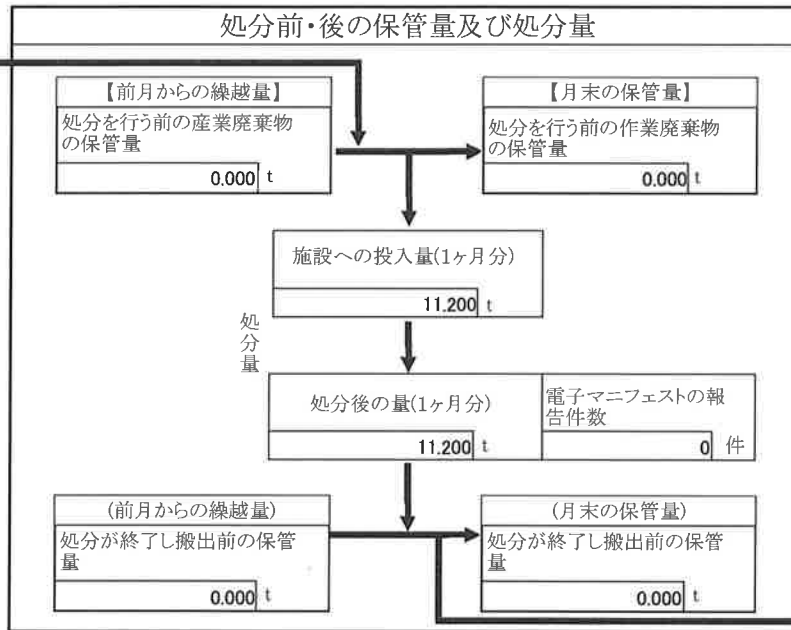 処分前・後の保管量及び処分量
【前月からの繰越量】
処分を行う前の産業廃棄物
の保管量
0.000 t
【月末の保管量】
処分を行う前の作業廃棄物
の保管量
0.000 t
施設への投入量(1ヶ月分)
11.200 t
処分量
処分後の量(1ヶ月分)
11.200 t
電子マニフェストの報
告件数
0 件
(前月からの繰越量)
処分が終了し搬出前の保管
量
0.000 t
(月末の保管量)
処分が終了し搬出前の保管
量
0.000 t